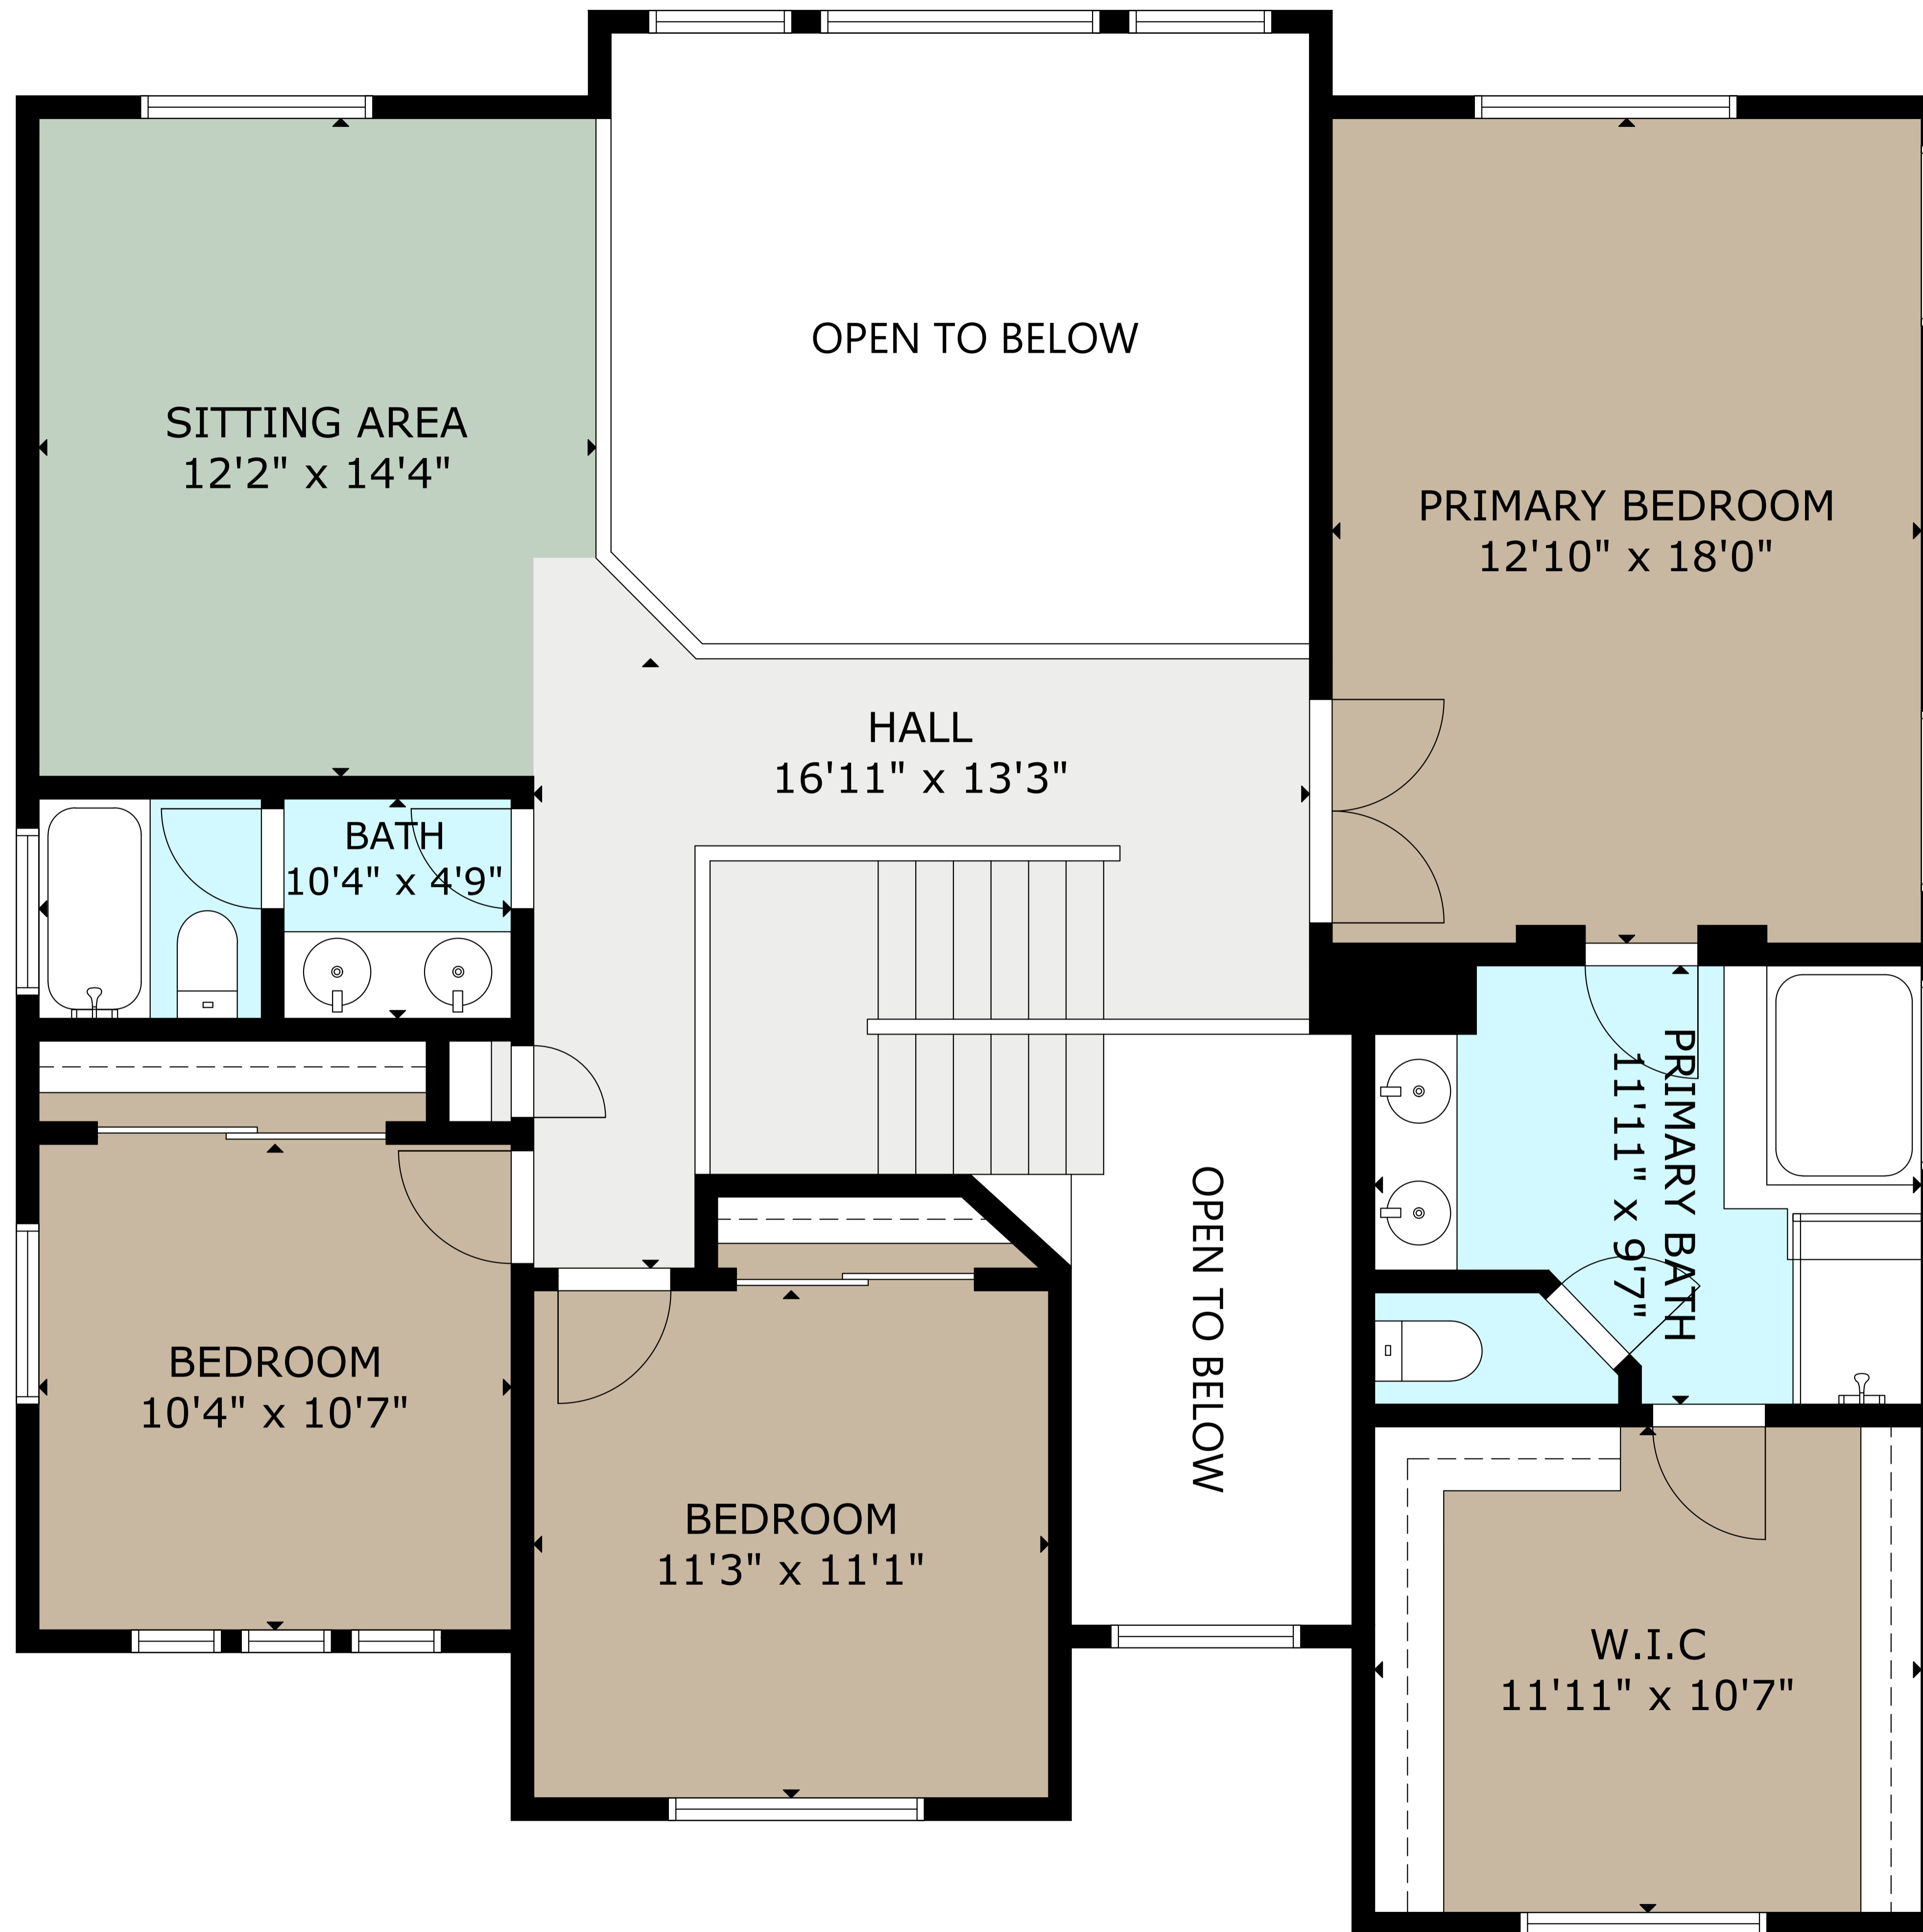 OPEN TO BELOW
SITTING AREA
12'2" x 14'4"
PRIMARY BEDROOM
12'10" x 18'0"
HALL
16'11" x 13'3"
BATH
10'4" x 4'9"
PRIMARY BATH
11'11" x 9'7"
OPEN TO BELOW
BEDROOM
10'4" x 10'7"
BEDROOM
11'3" x 11'1"
W.I.C
11'11" x 10'7"